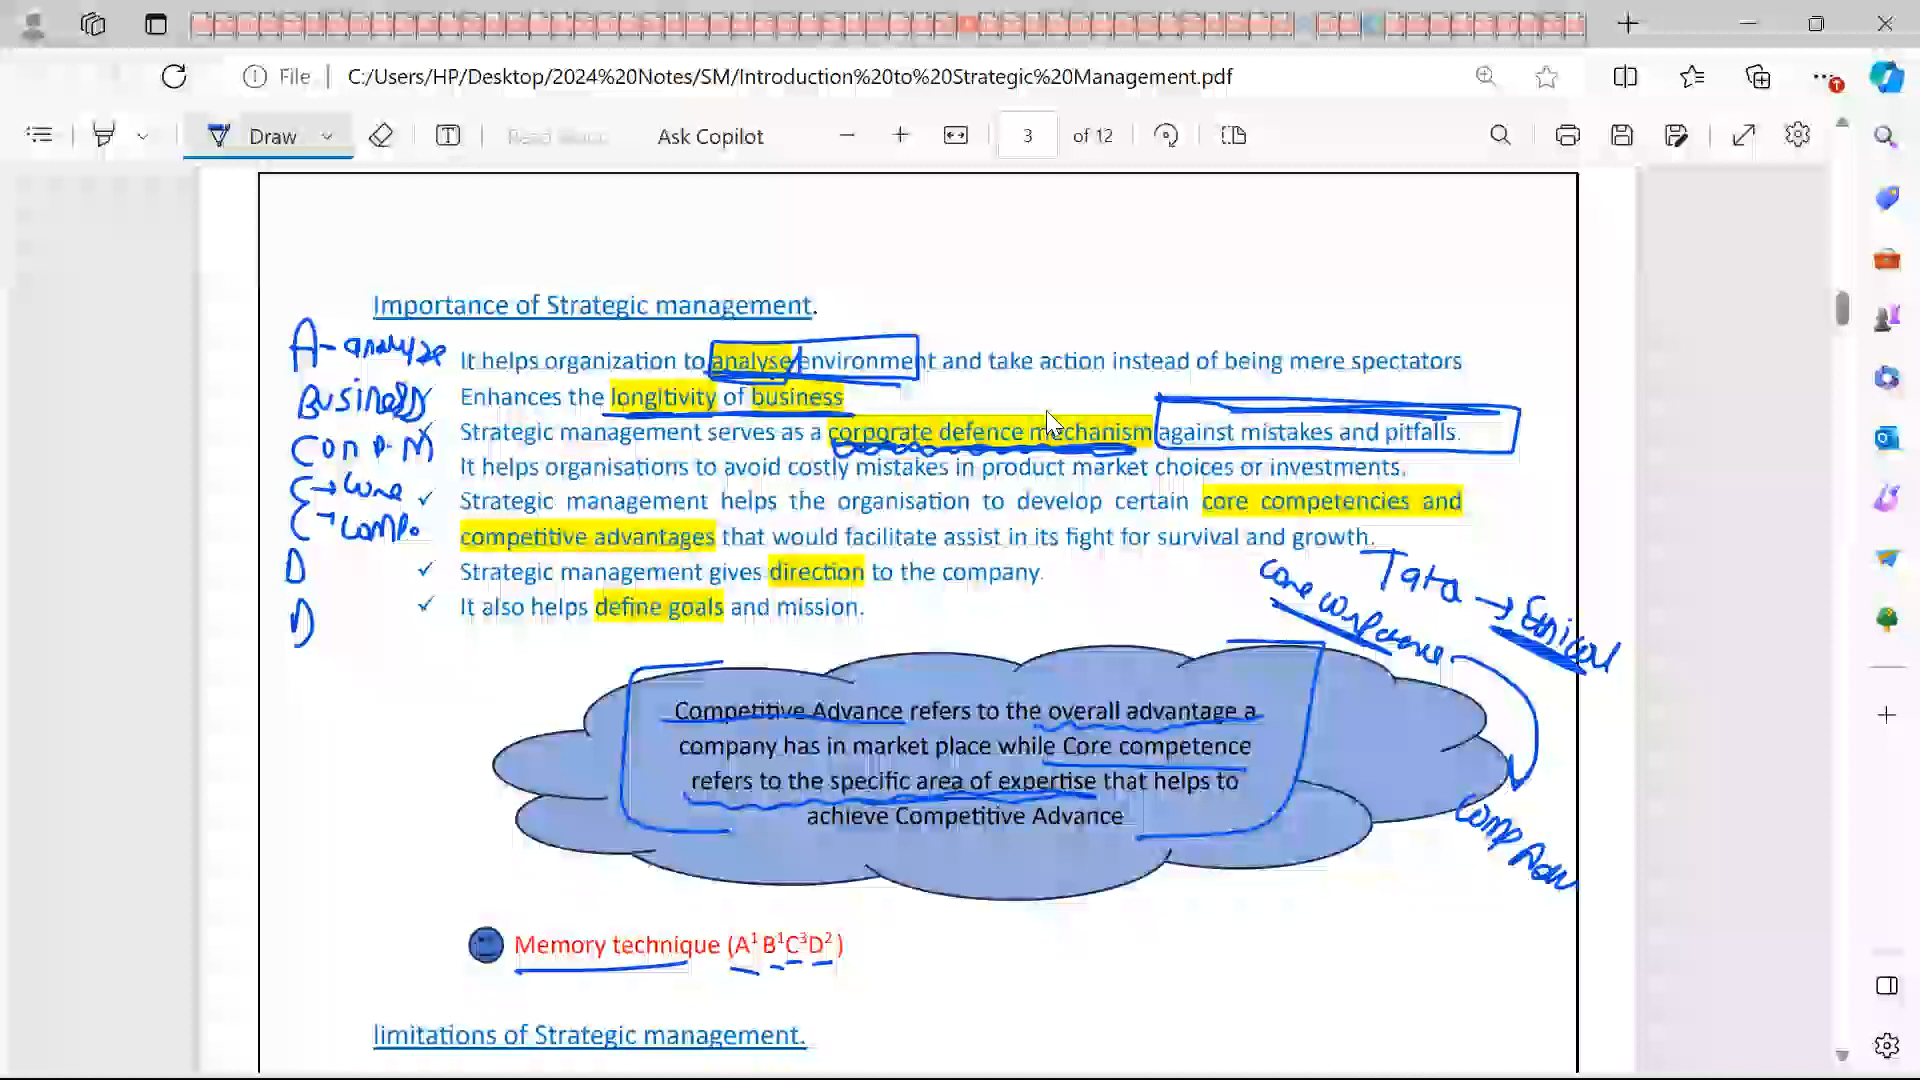 File
C:/Users/HP/Desktop/2024%20Notes/SM/Introduction%20to%20Strategic%20Management.pdf
Draw
Ask Copilot
3 of 12
Importance of Strategic management.
A - analyze
It helps organization to analyse environment and take action instead of being mere spectators
Business
✓ Enhances the longitivity of business
✓ Strategic management serves as a corporate defence mechanism against mistakes and pitfalls.
It helps organisations to avoid costly mistakes in product market choices or investments.
C → Core
✓ Strategic management helps the organisation to develop certain core competencies and
C → Comp.
competitive advantages that would facilitate assist in its fight for survival and growth.
D
✓ Strategic management gives direction to the company.
D
✓ It also helps define goals and mission.
Tata → Ethical
Competitive Advance refers to the overall advantage a
company has in market place while Core competence
refers to the specific area of expertise that helps to
achieve Competitive Advance
Comp Adv
Memory technique (A¹ B¹C³D² )
limitations of Strategic management.